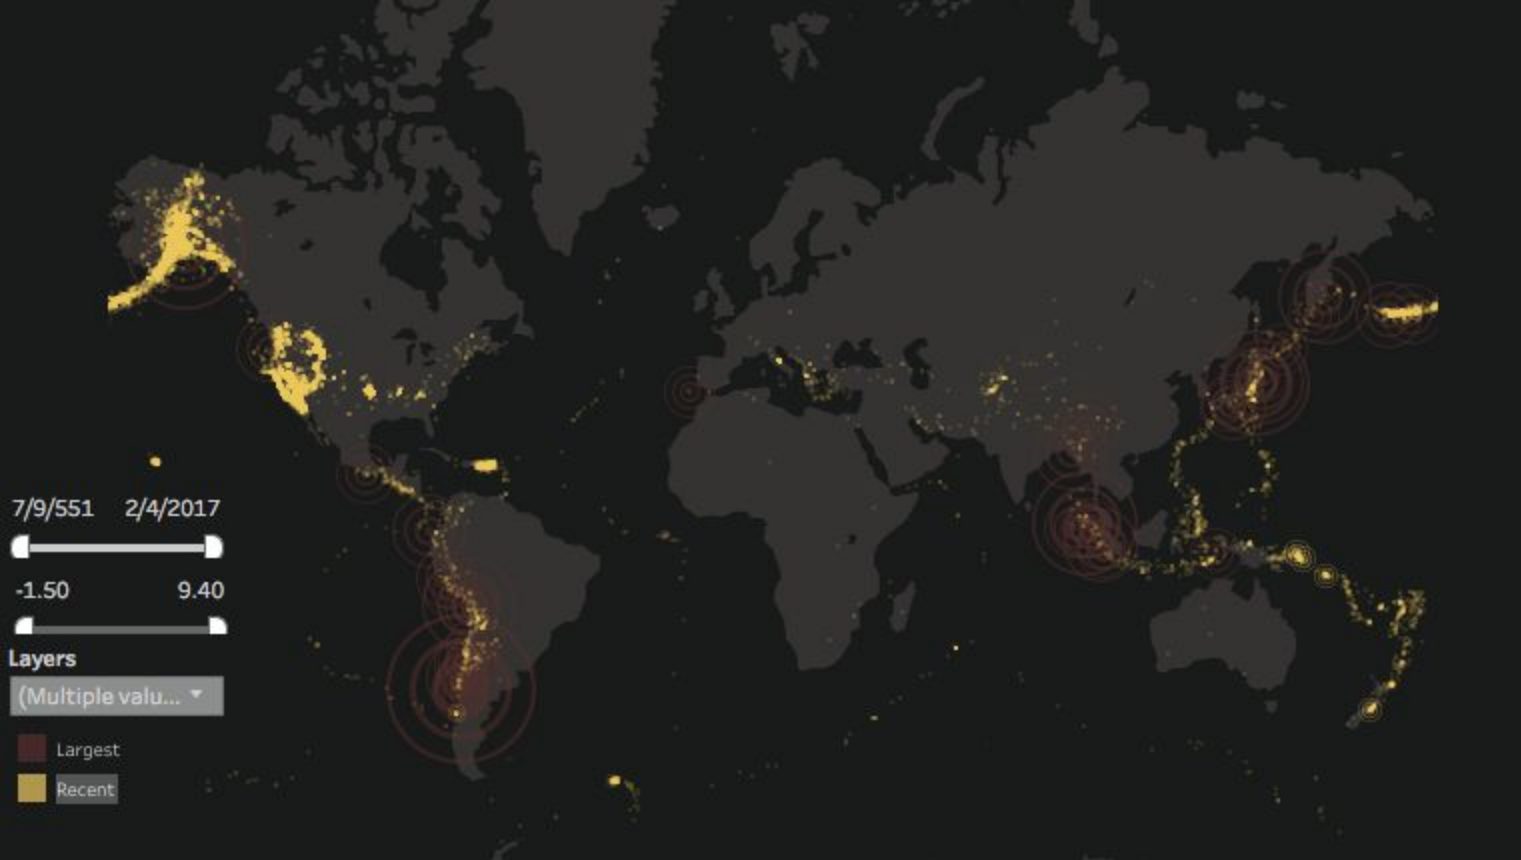 7/9/551 2/4/2017
-1.50 9.40
Layers
(Multiple valu...
Largest
Recent